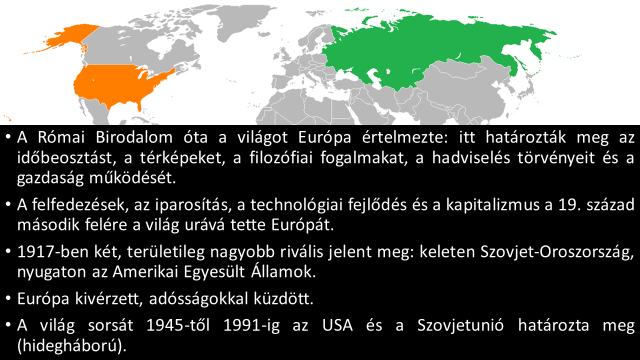 • A Római Birodalom óta a világot Európa értelmezte: itt határozták meg az
időbeosztást, a térképeket, a filozófiai fogalmakat, a hadviselés törvényeit és a
gazdaság működését.
• A felfedezések, az iparosítás, a technológiai fejlődés és a kapitalizmus a 19. század
második felére a világ urává tette Európát.
• 1917-ben két, területileg nagyobb rivális jelent meg: keleten Szovjet-Oroszország,
nyugaton az Amerikai Egyesült Államok.
• Európa kivérzett, adósságokkal küzdött.
• A világ sorsát 1945-től 1991-ig az USA és a Szovjetunió határozta meg
(hidegháború).